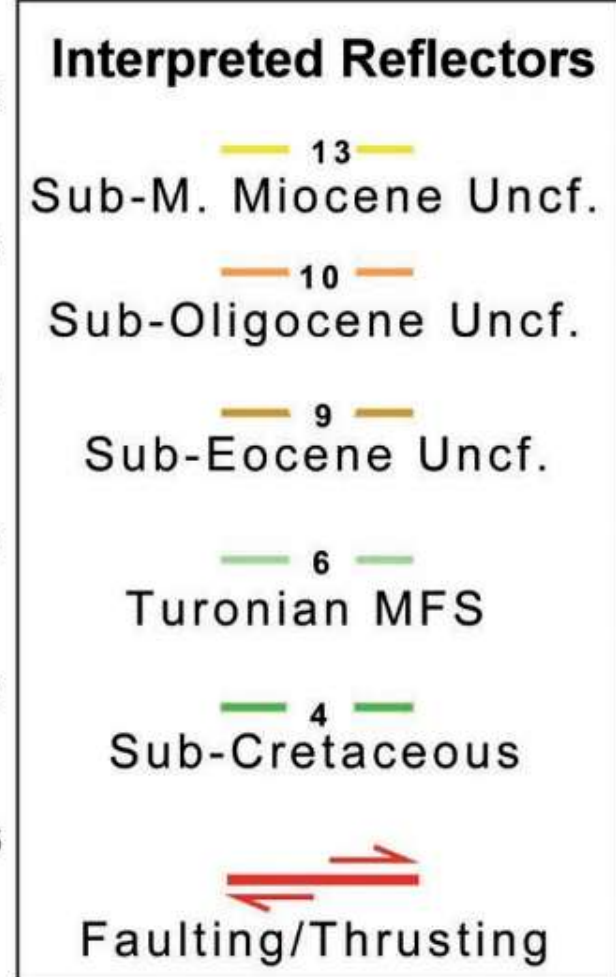 Interpreted Reflectors
13
Sub-M. Miocene Uncf.
10
Sub-Oligocene Uncf.
9
Sub-Eocene Uncf.
6
Turonian MFS
4
Sub-Cretaceous
Faulting/Thrusting